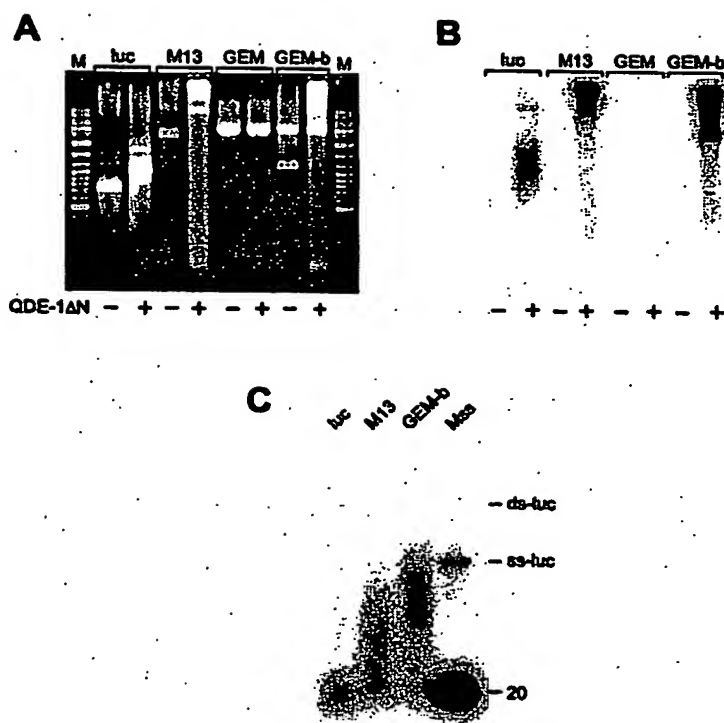 A
B
M luc M13 GEM GEM-b M
luc M13 GEM GEM-b
QDE-1ΔN − + − + − + − +
− + − + − + − +
C
luc M13 GEM-b Mss
– ds-luc
– ss-luc
– 20